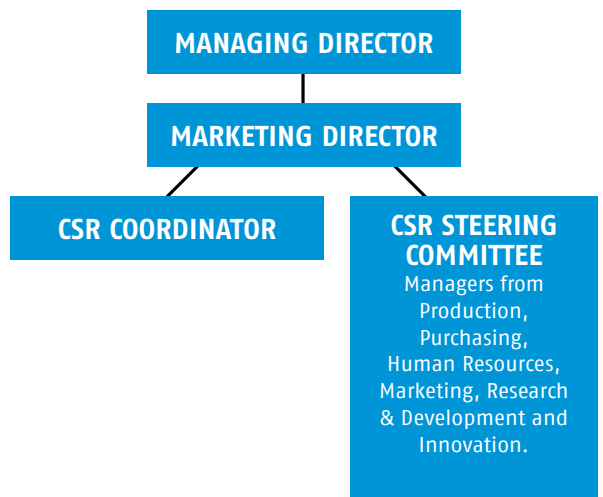 MANAGING DIRECTOR
MARKETING DIRECTOR
CSR COORDINATOR
CSR STEERING
COMMITTEE
Managers from
Production,
Purchasing,
Human Resources,
Marketing, Research
& Development and
Innovation.